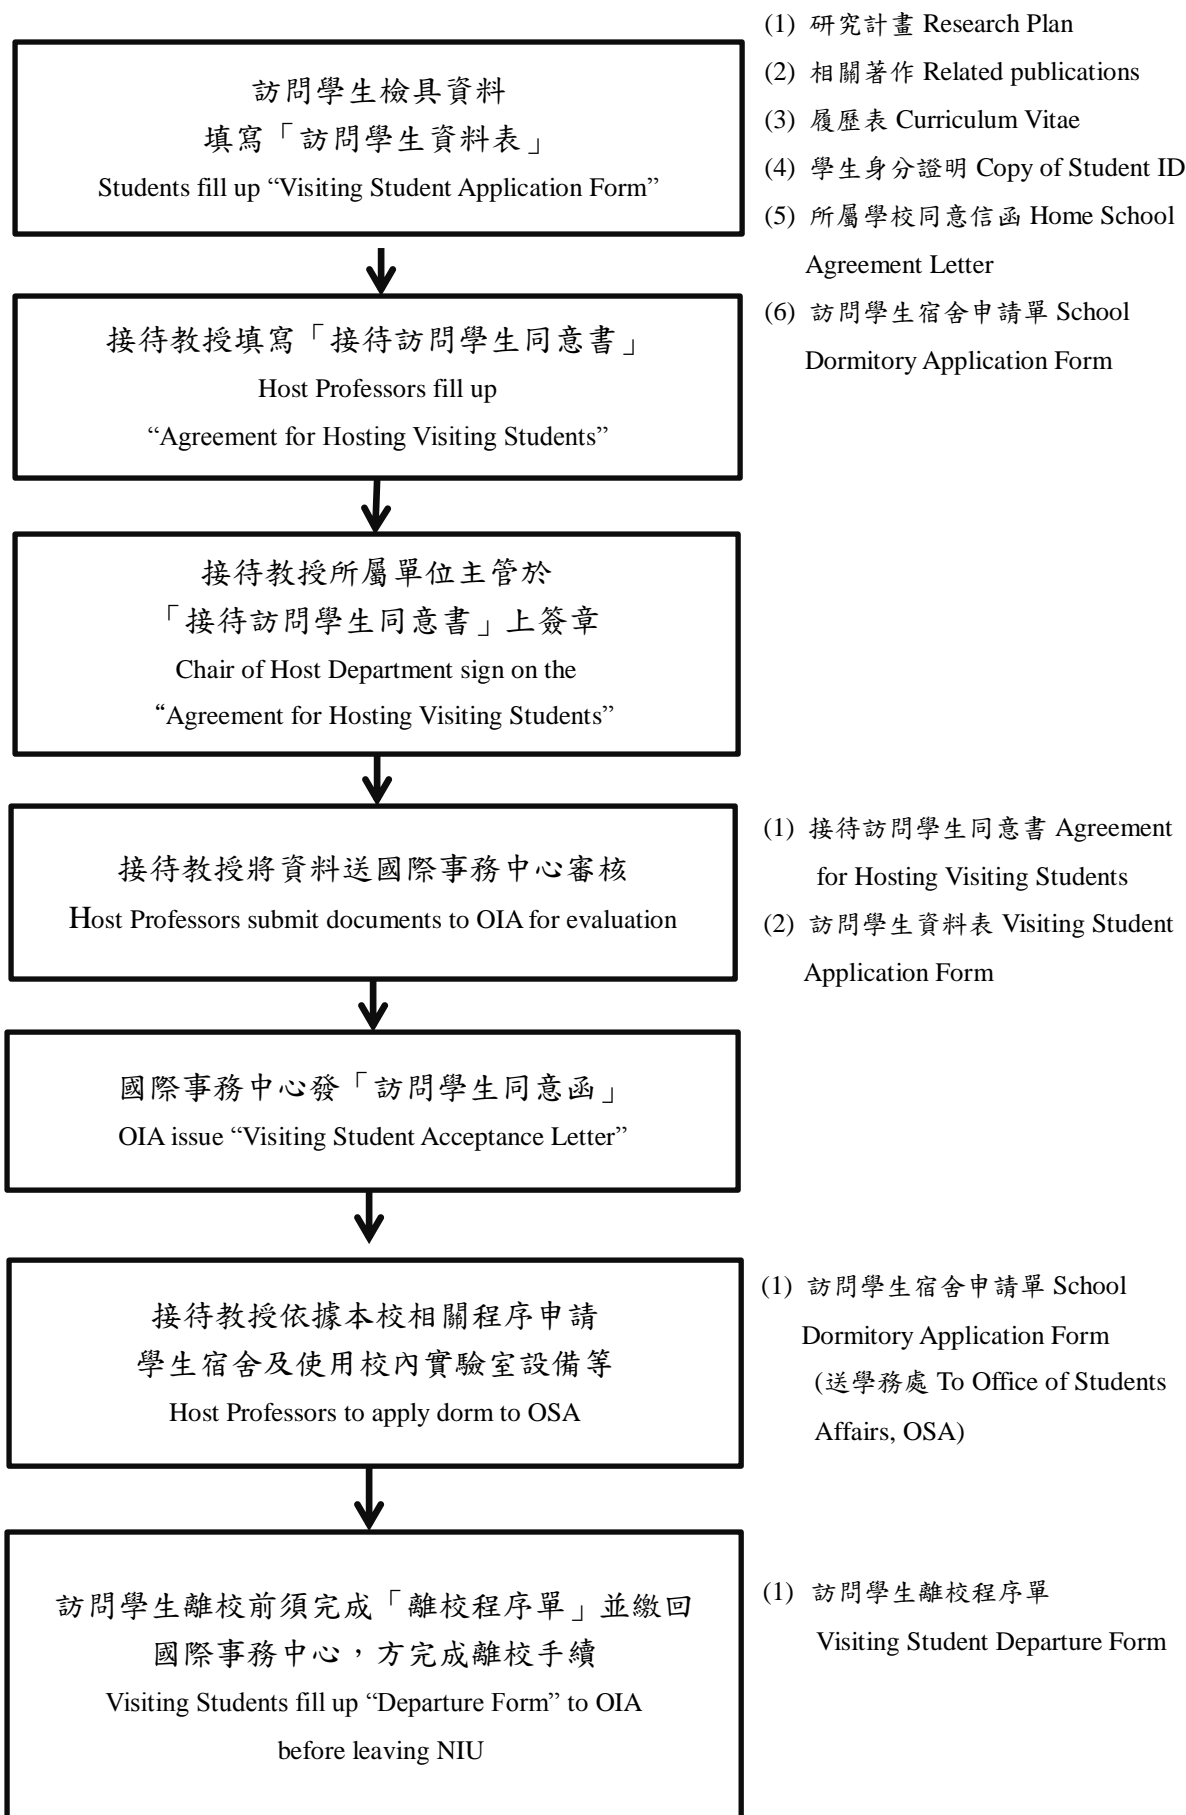 訪問學生檢具資料
填寫「訪問學生資料表」
Students fill up “Visiting Student Application Form”
(1) 研究計畫 Research Plan
(2) 相關著作 Related publications
(3) 履歷表 Curriculum Vitae
(4) 學生身分證明 Copy of Student ID
(5) 所屬學校同意信函 Home School
Agreement Letter
(6) 訪問學生宿舍申請單 School
Dormitory Application Form
接待教授填寫「接待訪問學生同意書」
Host Professors fill up
“Agreement for Hosting Visiting Students”
接待教授所屬單位主管於
「接待訪問學生同意書」上簽章
Chair of Host Department sign on the
“Agreement for Hosting Visiting Students”
接待教授將資料送國際事務中心審核
Host Professors submit documents to OIA for evaluation
(1) 接待訪問學生同意書 Agreement
for Hosting Visiting Students
(2) 訪問學生資料表 Visiting Student
Application Form
國際事務中心發「訪問學生同意函」
OIA issue “Visiting Student Acceptance Letter”
接待教授依據本校相關程序申請
學生宿舍及使用校內實驗室設備等
Host Professors to apply dorm to OSA
(1) 訪問學生宿舍申請單 School
Dormitory Application Form
(送學務處 To Office of Students
Affairs, OSA)
訪問學生離校前須完成「離校程序單」並繳回
國際事務中心，方完成離校手續
Visiting Students fill up “Departure Form” to OIA
before leaving NIU
(1) 訪問學生離校程序單
Visiting Student Departure Form